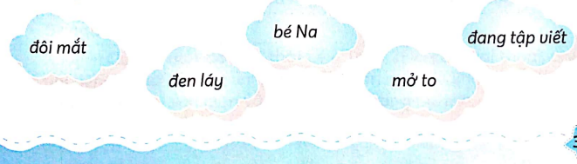 đôi mắt
đen láy
bé Na
mở to
đang tập viết